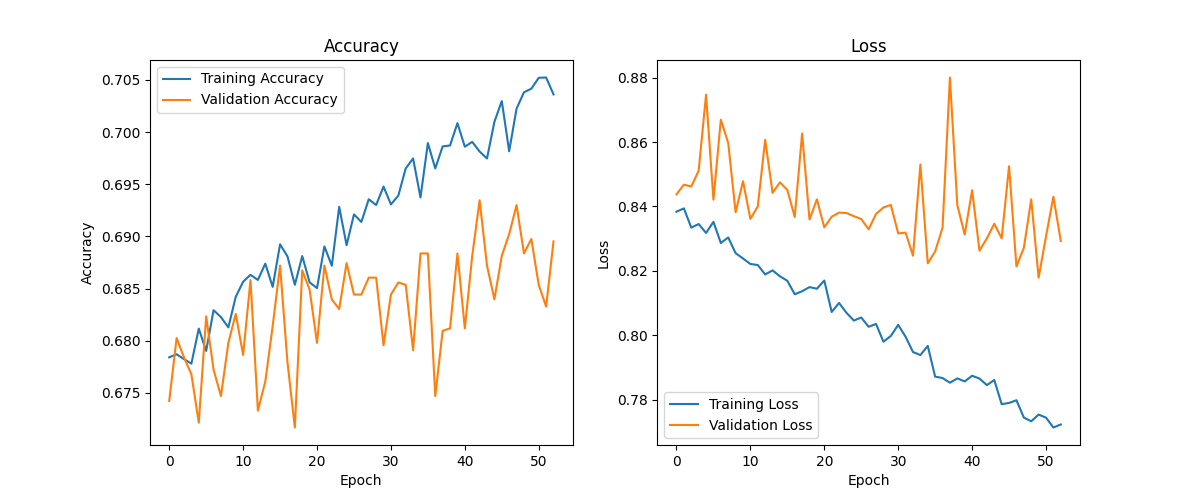 Accuracy
Training Accuracy
Validation Accuracy
0.705
0.700
0.695
0.690
0.685
0.680
0.675
Accuracy
0
10
20
30
40
50
Epoch
Loss
0.88
0.86
0.84
0.82
0.80
0.78
Loss
Training Loss
Validation Loss
0
10
20
30
40
50
Epoch